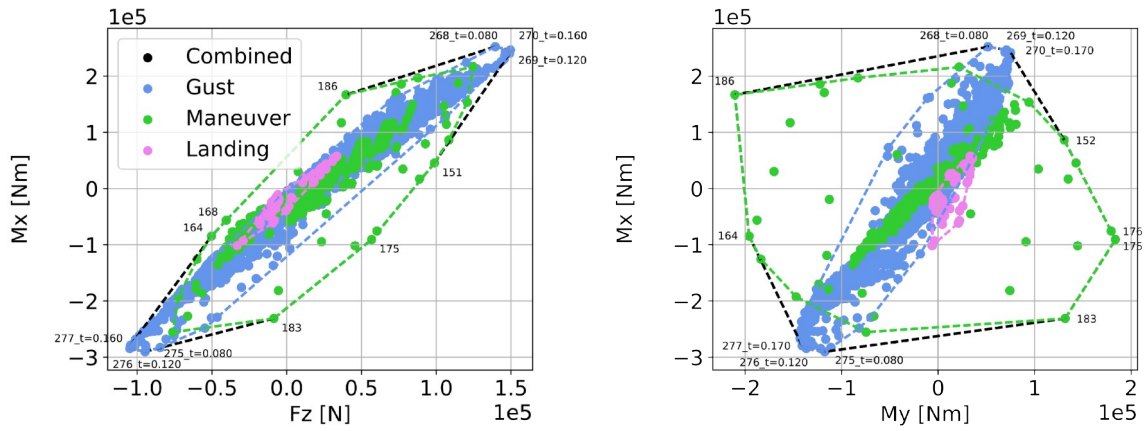 1e5
268_t=0.080
270_t=0.160
269_t=0.120
186
Combined
Gust
Maneuver
Landing
151
168
164
175
183
277_t=0.160
276_t=0.120
275_t=0.080
2
1
0
−1
−2
−3
Mx [Nm]
−1.0
−0.5
0.0
0.5
1.0
1.5
Fz [N]
1e5
1e5
268_t=0.080
269_t=0.120
270_t=0.170
186
152
164
176
183
277_t=0.170
276_t=0.120
275_t=0.080
2
1
0
−1
−2
−3
Mx [Nm]
−2
−1
0
1
2
My [Nm]
1e5